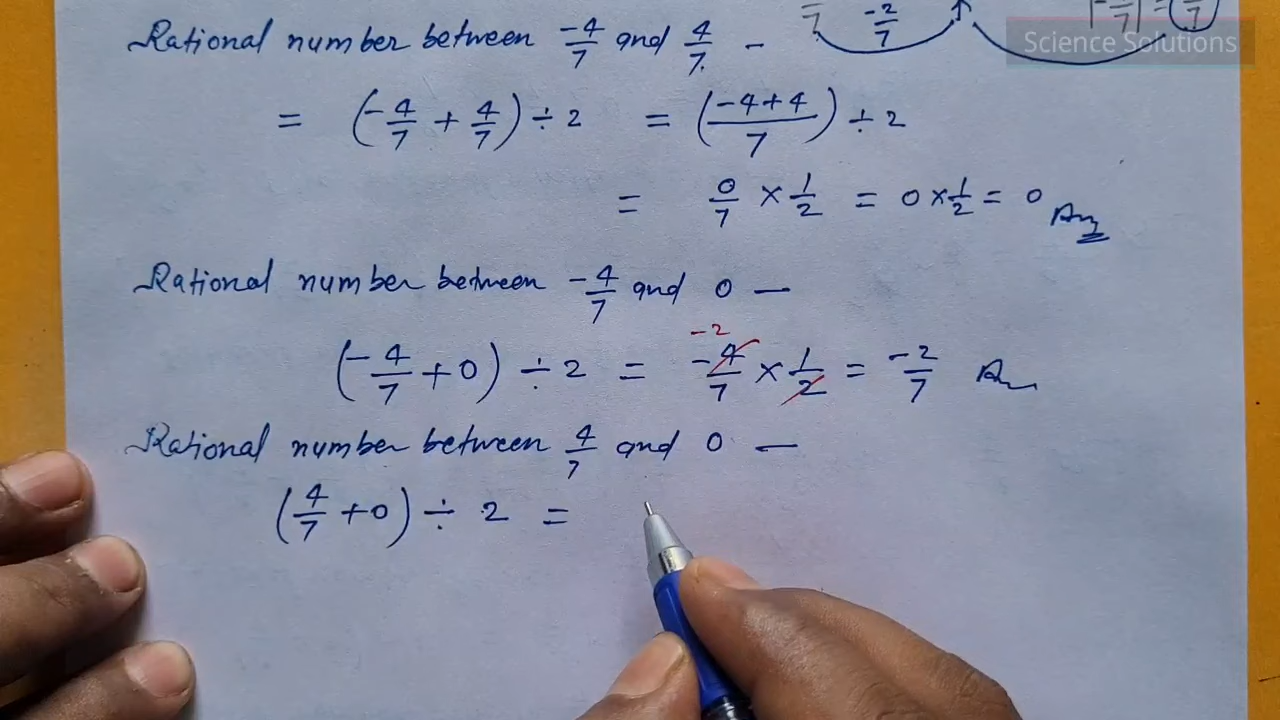 Rational number between -4/7 and 4/7 - -2/7
Science Solutions
= (-4/7 + 4/7) ÷ 2 = (-4+4/7) ÷ 2
= 0/7 × 1/2 = 0 × 1/2 = 0 Ans
Rational number between -4/7 and 0 —
-2
(-4/7 + 0) ÷ 2 = -4/7 × 1/2 = -2/7 Ans
Rational number between 4/7 and 0 —
(4/7 + 0) ÷ 2 =